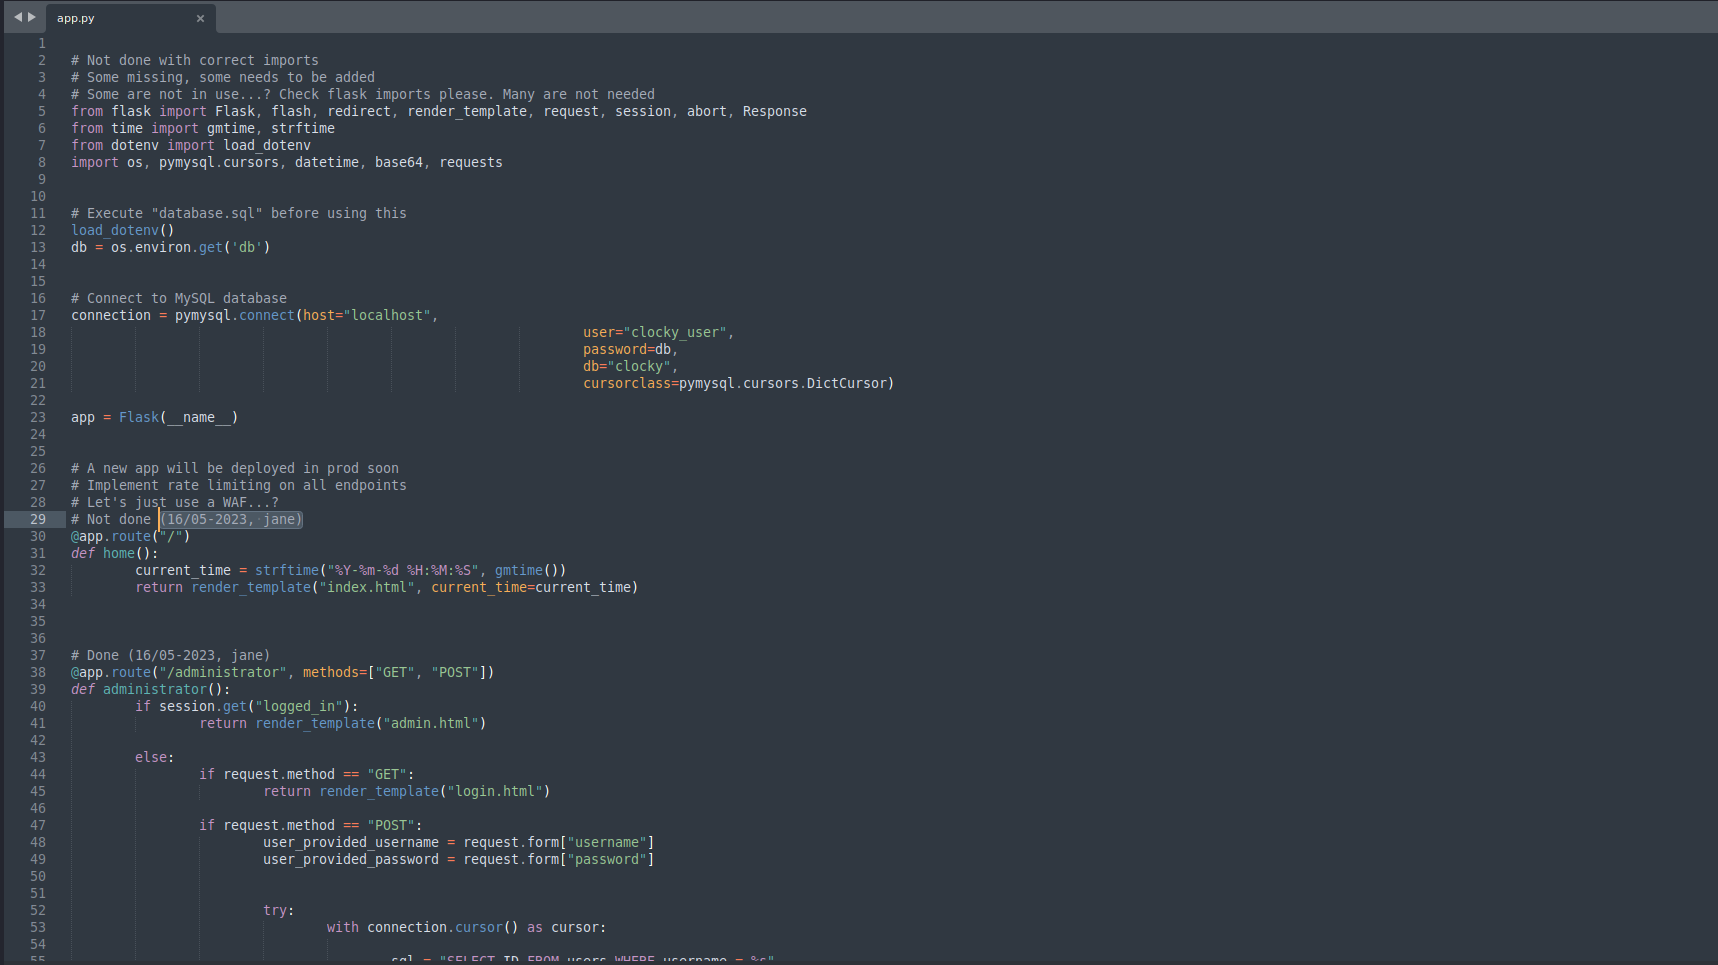 app.py ×
1
2 # Not done with correct imports
3 # Some missing, some needs to be added
4 # Some are not in use...? Check flask imports please. Many are not needed
5 from flask import Flask, flash, redirect, render_template, request, session, abort, Response
6 from time import gmtime, strftime
7 from dotenv import load_dotenv
8 import os, pymysql.cursors, datetime, base64, requests
9
10
11 # Execute "database.sql" before using this
12 load_dotenv()
13 db = os.environ.get('db')
14
15
16 # Connect to MySQL database
17 connection = pymysql.connect(host="localhost",
18 user="clocky_user",
19 password=db,
20 db="clocky",
21 cursorclass=pymysql.cursors.DictCursor)
22
23 app = Flask(__name__)
24
25
26 # A new app will be deployed in prod soon
27 # Implement rate limiting on all endpoints
28 # Let's just use a WAF...?
29 # Not done (16/05-2023, jane)
30 @app.route("/")
31 def home():
32 current_time = strftime("%Y-%m-%d %H:%M:%S", gmtime())
33 return render_template("index.html", current_time=current_time)
34
35
36
37 # Done (16/05-2023, jane)
38 @app.route("/administrator", methods=["GET", "POST"])
39 def administrator():
40 if session.get("logged_in"):
41 return render_template("admin.html")
42
43 else:
44 if request.method == "GET":
45 return render_template("login.html")
46
47 if request.method == "POST":
48 user_provided_username = request.form["username"]
49 user_provided_password = request.form["password"]
50
51
52 try:
53 with connection.cursor() as cursor:
54
55 sql = "SELECT ID FROM users WHERE username = %s"